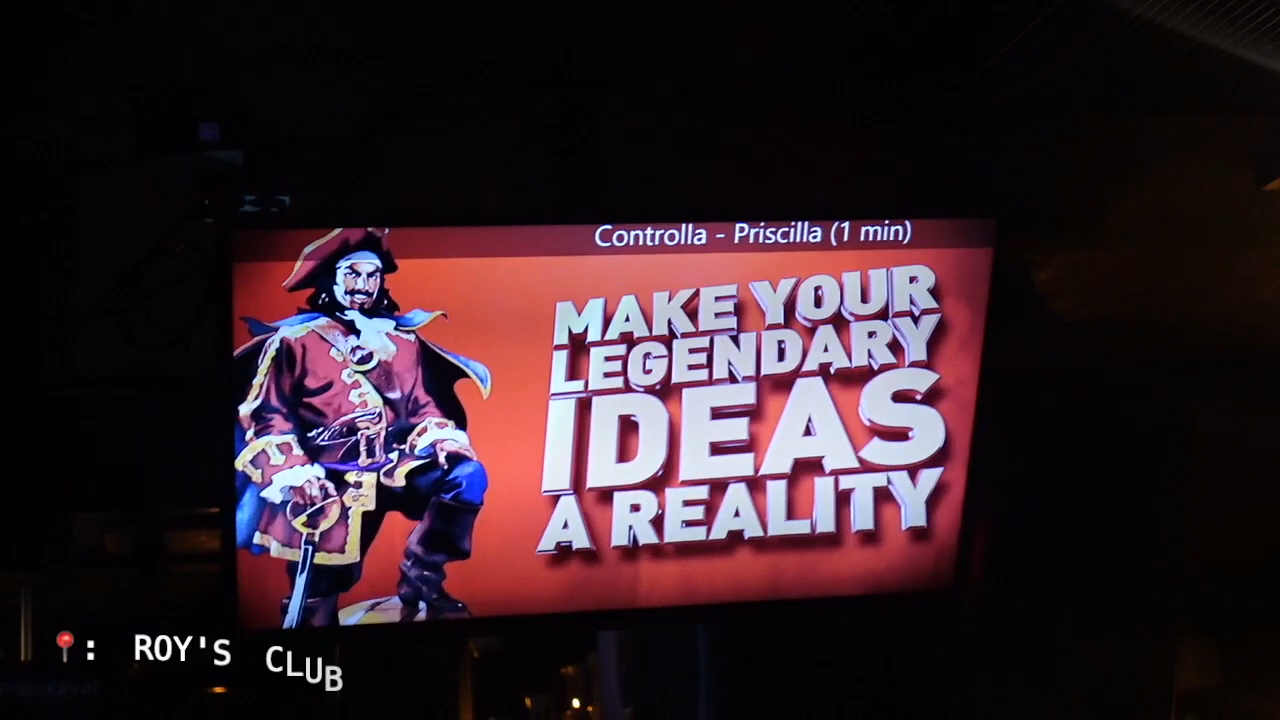 Controlla - Priscilla (1 min)
MAKE YOUR
LEGENDARY
IDEAS
A REALITY
📍: ROY'S CLUB